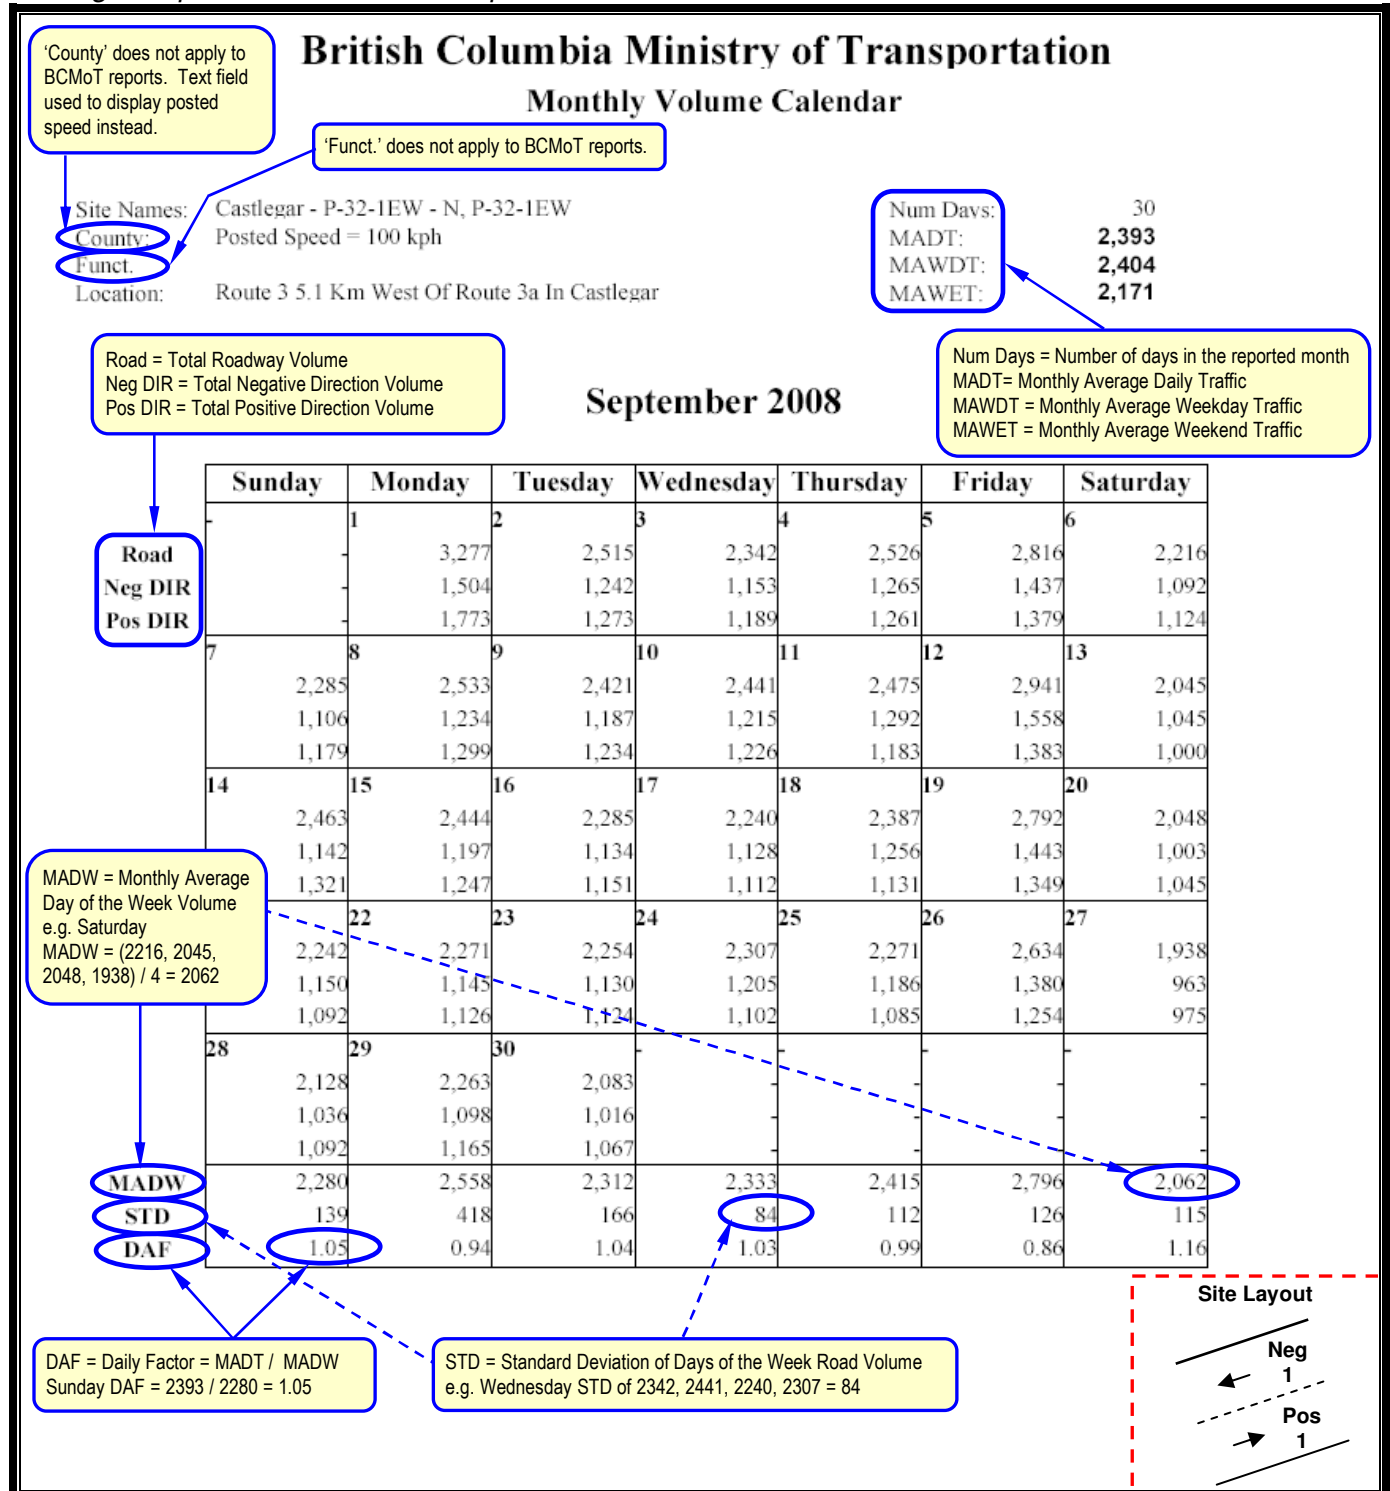 'County' does not apply to
BCMoT reports. Text field
used to display posted
speed instead.
British Columbia Ministry of Transportation
Monthly Volume Calendar
'Funct.' does not apply to BCMoT reports.
Site Names: Castlegar - P-32-1EW - N, P-32-1EW
County: Posted Speed = 100 kph
Funct.
Location: Route 3 5.1 Km West Of Route 3a In Castlegar
Num Days: 30
MADT: 2,393
MAWDT: 2,404
MAWET: 2,171
Road = Total Roadway Volume
Neg DIR = Total Negative Direction Volume
Pos DIR = Total Positive Direction Volume
Num Days = Number of days in the reported month
MADT= Monthly Average Daily Traffic
MAWDT = Monthly Average Weekday Traffic
MAWET = Monthly Average Weekend Traffic
September 2008
Sunday Monday Tuesday Wednesday Thursday Friday Saturday
- 1 2 3 4 5 6
Road - 3,277 2,515 2,342 2,526 2,816 2,216
Neg DIR - 1,504 1,242 1,153 1,265 1,437 1,092
Pos DIR - 1,773 1,273 1,189 1,261 1,379 1,124
7 8 9 10 11 12 13
2,285 2,533 2,421 2,441 2,475 2,941 2,045
1,106 1,234 1,187 1,215 1,292 1,558 1,045
1,179 1,299 1,234 1,226 1,183 1,383 1,000
14 15 16 17 18 19 20
2,463 2,444 2,285 2,240 2,387 2,792 2,048
1,142 1,197 1,134 1,128 1,256 1,443 1,003
1,321 1,247 1,151 1,112 1,131 1,349 1,045
22 23 24 25 26 27
2,242 2,271 2,254 2,307 2,271 2,634 1,938
1,150 1,145 1,130 1,205 1,186 1,380 963
1,092 1,126 1,124 1,102 1,085 1,254 975
28 29 30 - - - -
2,128 2,263 2,083 - - - -
1,036 1,098 1,016 - - - -
1,092 1,165 1,067 - - - -
MADW 2,280 2,558 2,312 2,333 2,415 2,796 2,062
STD 139 418 166 84 112 126 115
DAF 1.05 0.94 1.04 1.03 0.99 0.86 1.16
MADW = Monthly Average
Day of the Week Volume
e.g. Saturday
MADW = (2216, 2045,
2048, 1938) / 4 = 2062
DAF = Daily Factor = MADT / MADW
Sunday DAF = 2393 / 2280 = 1.05
STD = Standard Deviation of Days of the Week Road Volume
e.g. Wednesday STD of 2342, 2441, 2240, 2307 = 84
Site Layout
Neg
1
Pos
1